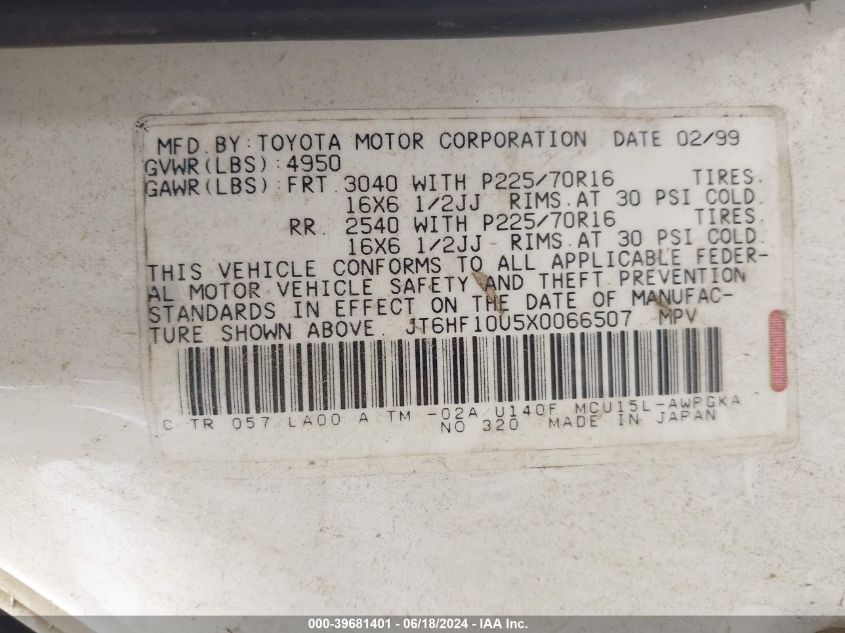 MFD. BY: TOYOTA MOTOR CORPORATION DATE 02/99
GVWR(LBS): 4950
GAWR(LBS): FRT. 3040 WITH P225/70R16 TIRES.
16X6 1/2JJ RIMS. AT 30 PSI COLD.
RR. 2540 WITH P225/70R16 TIRES.
16X6 1/2JJ RIMS. AT 30 PSI COLD.
THIS VEHICLE CONFORMS TO ALL APPLICABLE FEDER-
AL MOTOR VEHICLE SAFETY AND THEFT PREVENTION
STANDARDS IN EFFECT ON THE DATE OF MANUFAC-
TURE SHOWN ABOVE. JT6HF10U5X0066507 MPV
C TR 057 LA00 A TM -02A/U140F MCU15L-AWPGKA
NO 320 MADE IN JAPAN
000-39681401 - 06/18/2024 - IAA Inc.